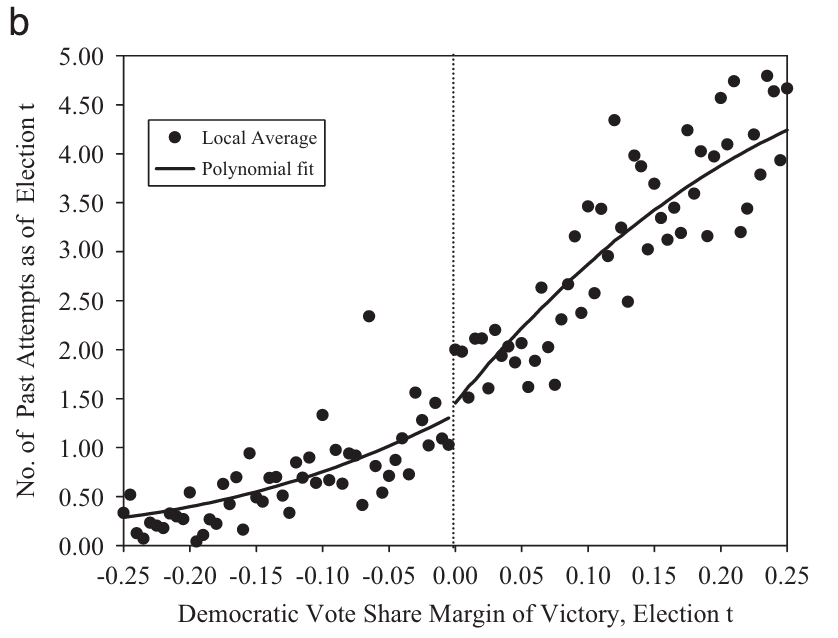 b
No. of Past Attempts as of Election t
5.00
4.50
4.00
3.50
3.00
2.50
2.00
1.50
1.00
0.50
0.00
Local Average
Polynomial fit
-0.25 -0.20 -0.15 -0.10 -0.05 0.00 0.05 0.10 0.15 0.20 0.25
Democratic Vote Share Margin of Victory, Election t